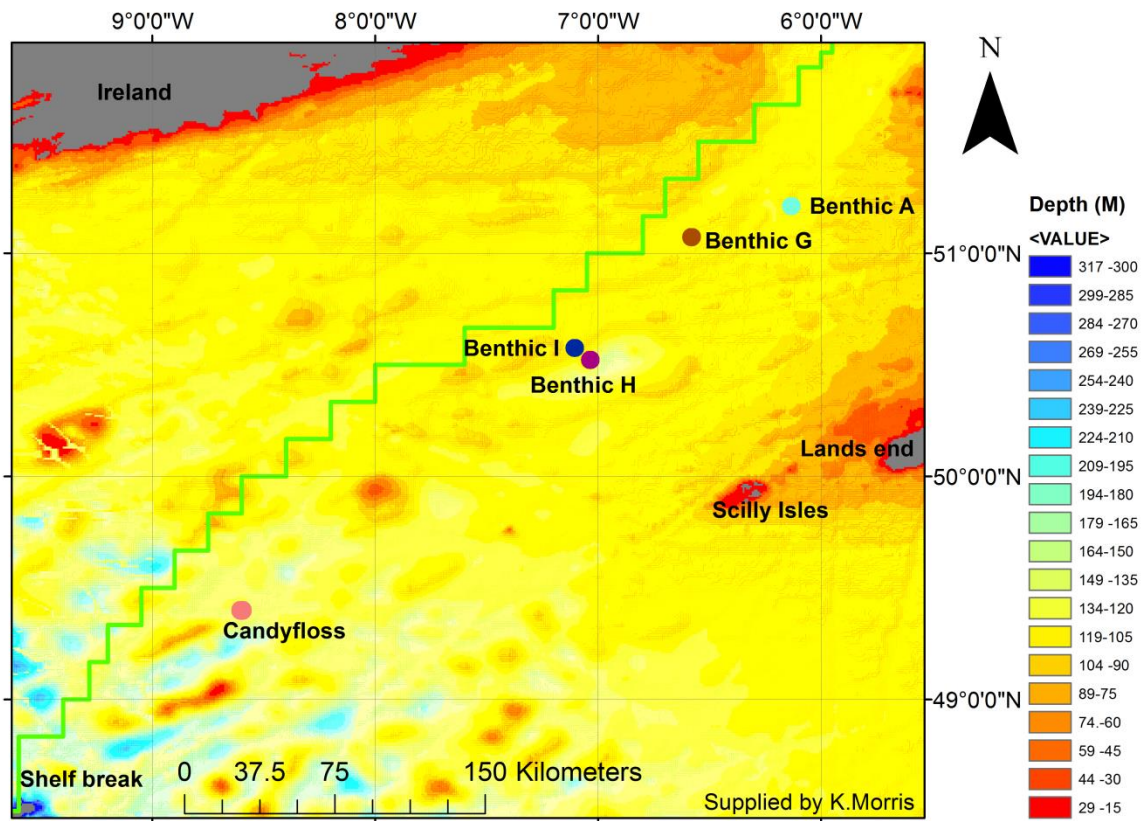 9°0'0"W 8°0'0"W 7°0'0"W 6°0'0"W
N
Ireland
Benthic A
Benthic G
51°0'0"N
Benthic I
Benthic H
Lands end
50°0'0"N
Scilly Isles
Candyfloss
49°0'0"N
Shelf break
0 37.5 75 150 Kilometers
Supplied by K.Morris
Depth (M)
<VALUE>
317 -300
299-285
284 -270
269 -255
254-240
239-225
224-210
209-195
194 -180
179 -165
164-150
149-135
134 -120
119-105
104 -90
89-75
74 -60
59 -45
44 -30
29 -15